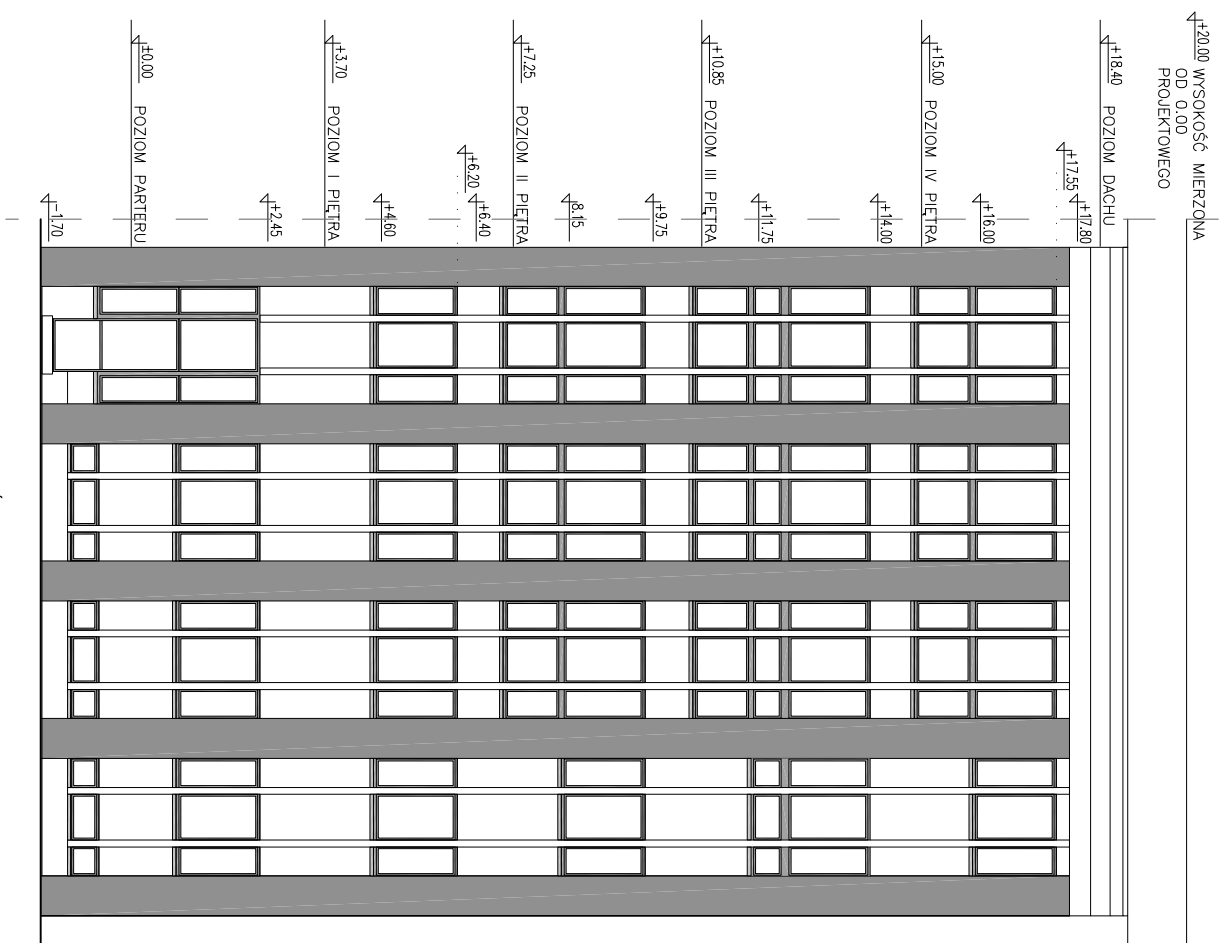 +20.00 WYSOKOŚĆ MIERZONA
OD 0.00
PROJEKTOWEGO
+18.40 POZIOM DACHU
+17.80
+17.55
+16.00
+15.00 POZIOM IV PIĘTRA
+14.00
+11.75
+10.85 POZIOM III PIĘTRA
+9.75
8.15
+7.25 POZIOM II PIĘTRA
+6.40
+6.20
+4.60
+3.70 POZIOM I PIĘTRA
+2.45
±0.00 POZIOM PARTERU
-1.70